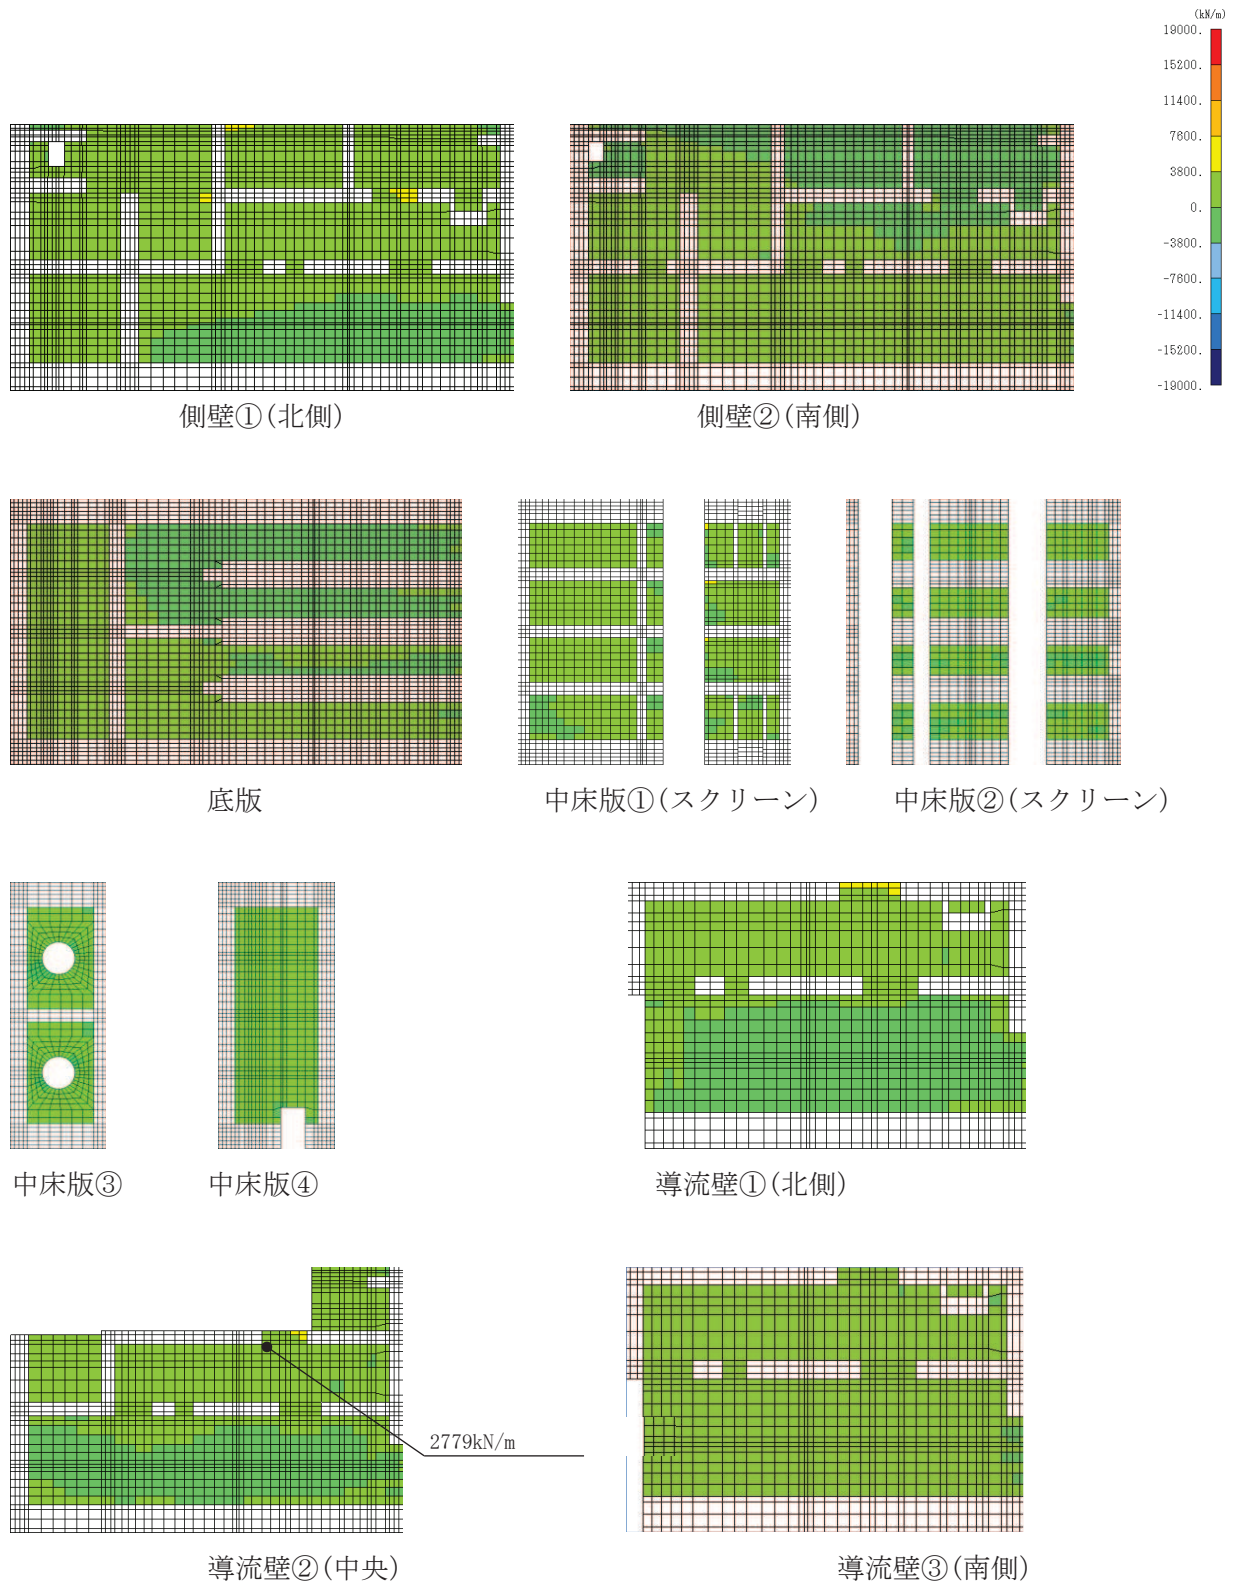 (kN/m)
19000.
15200.
11400.
7600.
3800.
0.
-3800.
-7600.
-11400.
-15200.
-19000.
側壁①(北側)
側壁②(南側)
底版
中床版①(スクリーン)
中床版②(スクリーン)
中床版③
中床版④
導流壁①(北側)
2779kN/m
導流壁②(中央)
導流壁③(南側)